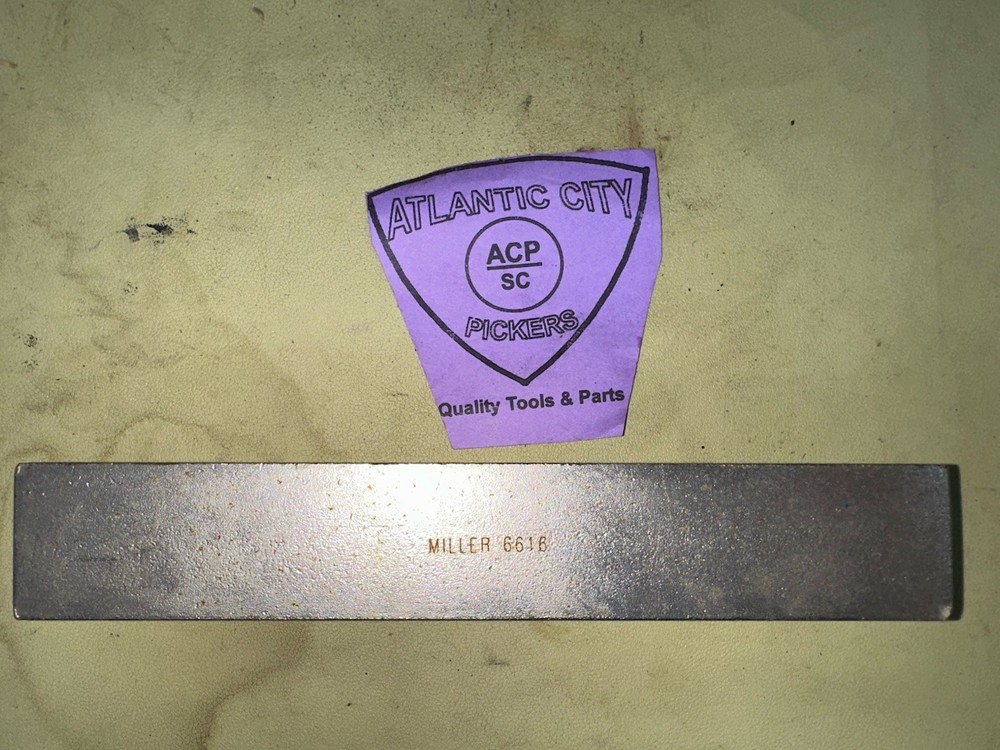 ATLANTIC CITY
ACP
SC
PICKERS
Quality Tools & Parts
MILLER 6616